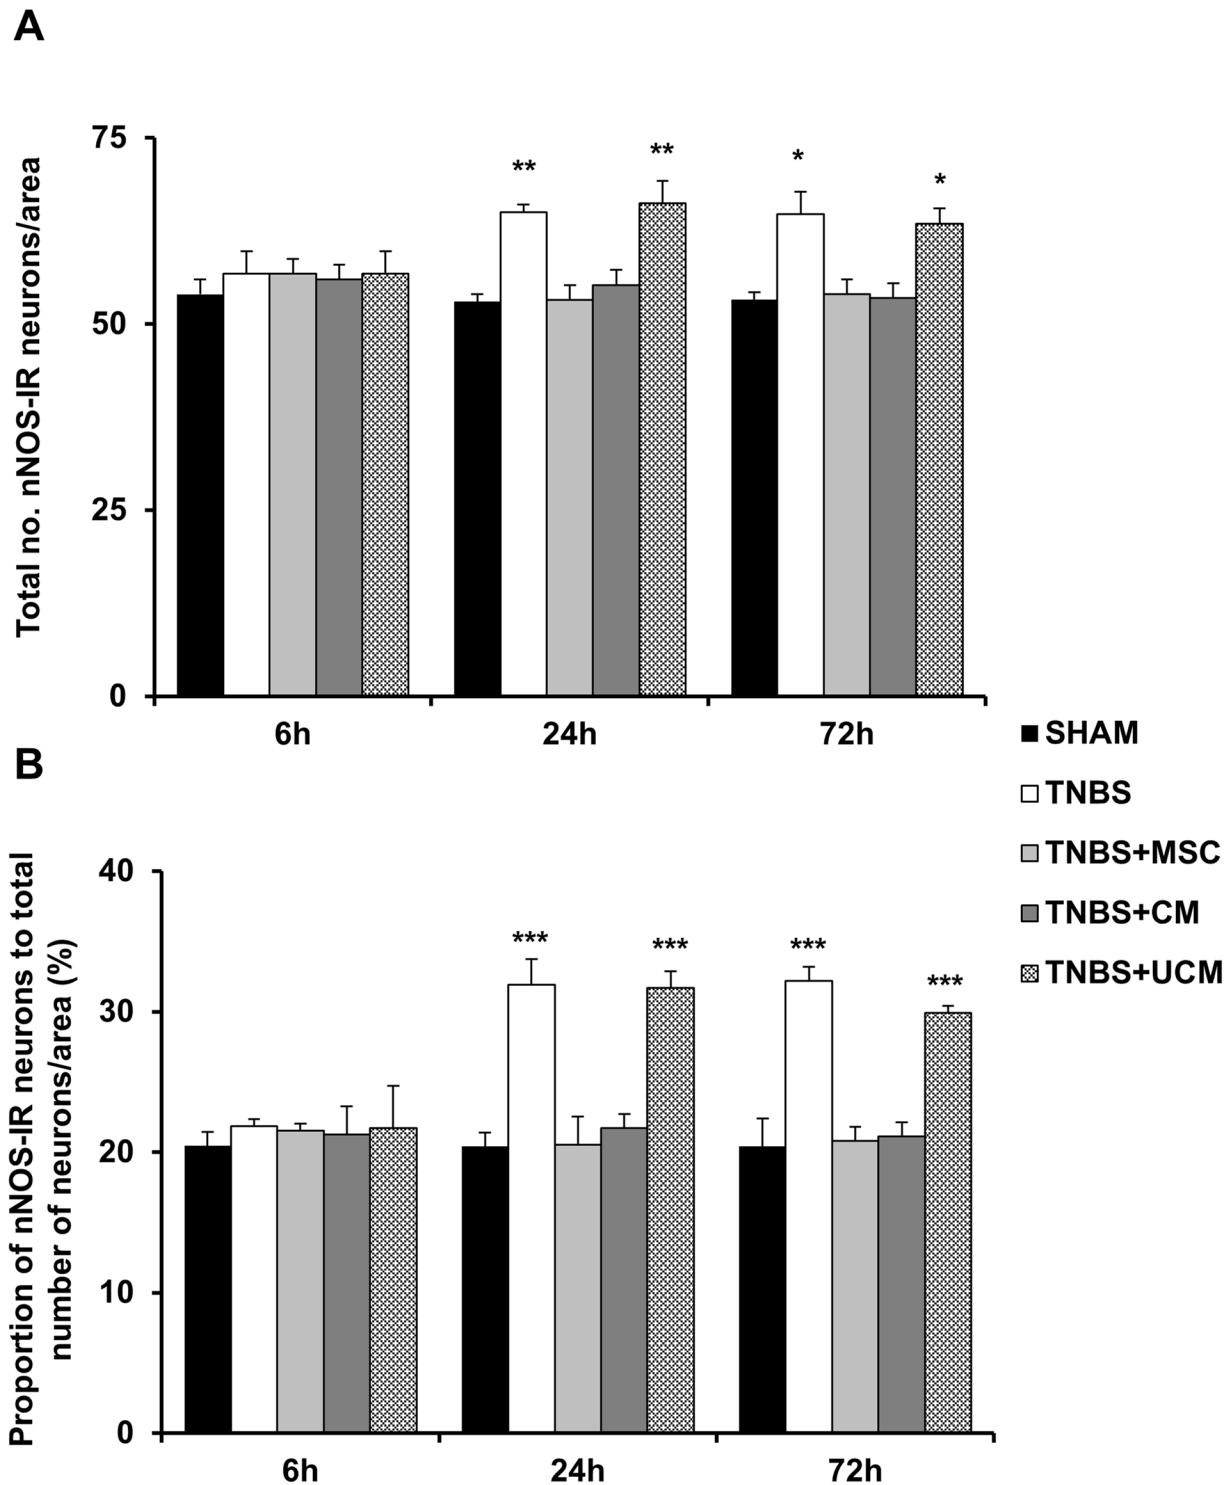 A
Total no. nNOS-IR neurons/area
75
50
25
0
** ** * *
6h 24h 72h
B
Proportion of nNOS-IR neurons to total
number of neurons/area (%)
40
30
20
10
0
*** *** *** ***
6h 24h 72h
SHAM
TNBS
TNBS+MSC
TNBS+CM
TNBS+UCM